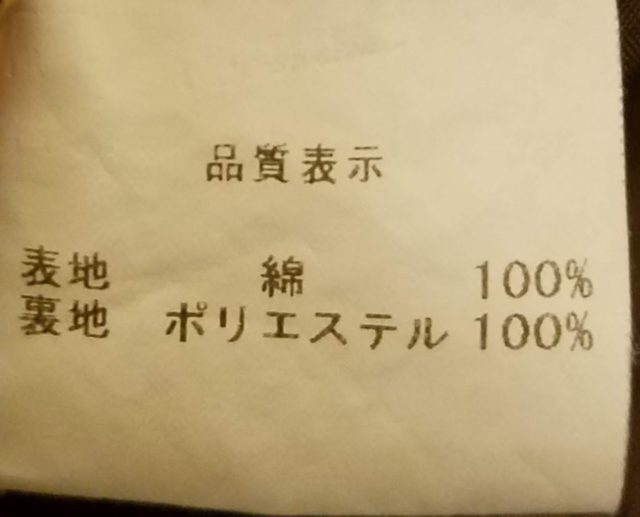 品質表示
表地 綿 100%
裏地 ポリエステル 100%